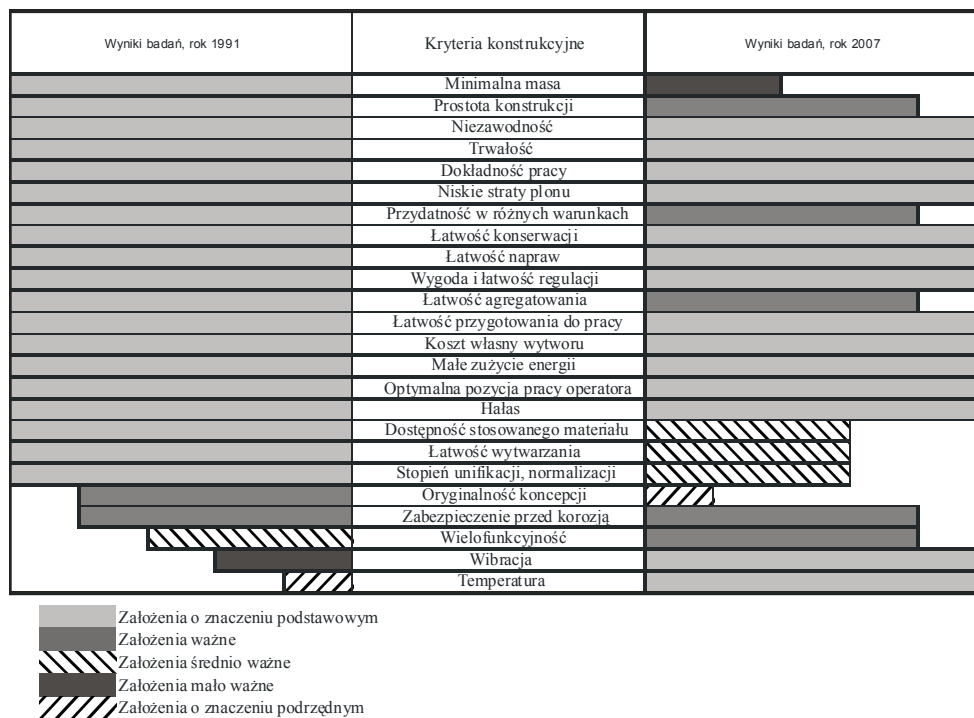 Wyniki badań, rok 1991 Kryteria konstrukcyjne Wyniki badań, rok 2007
Minimalna masa
Prostota konstrukcji
Niezawodność
Trwałość
Dokładność pracy
Niskie straty plonu
Przydatność w różnych warunkach
Łatwość konserwacji
Łatwość napraw
Wygoda i łatwość regulacji
Łatwość agregatowania
Łatwość przygotowania do pracy
Koszt własny wytworu
Małe zużycie energii
Optymalna pozycja pracy operatora
Hałas
Dostępność stosowanego materiału
Łatwość wytwarzania
Stopień unifikacji, normalizacji
Oryginalność koncepcji
Zabezpieczenie przed korozją
Wielofunkcyjność
Wibracja
Temperatura
Założenia o znaczeniu podstawowym
Założenia ważne
Założenia średnio ważne
Założenia mało ważne
Założenia o znaczeniu podrzędnym